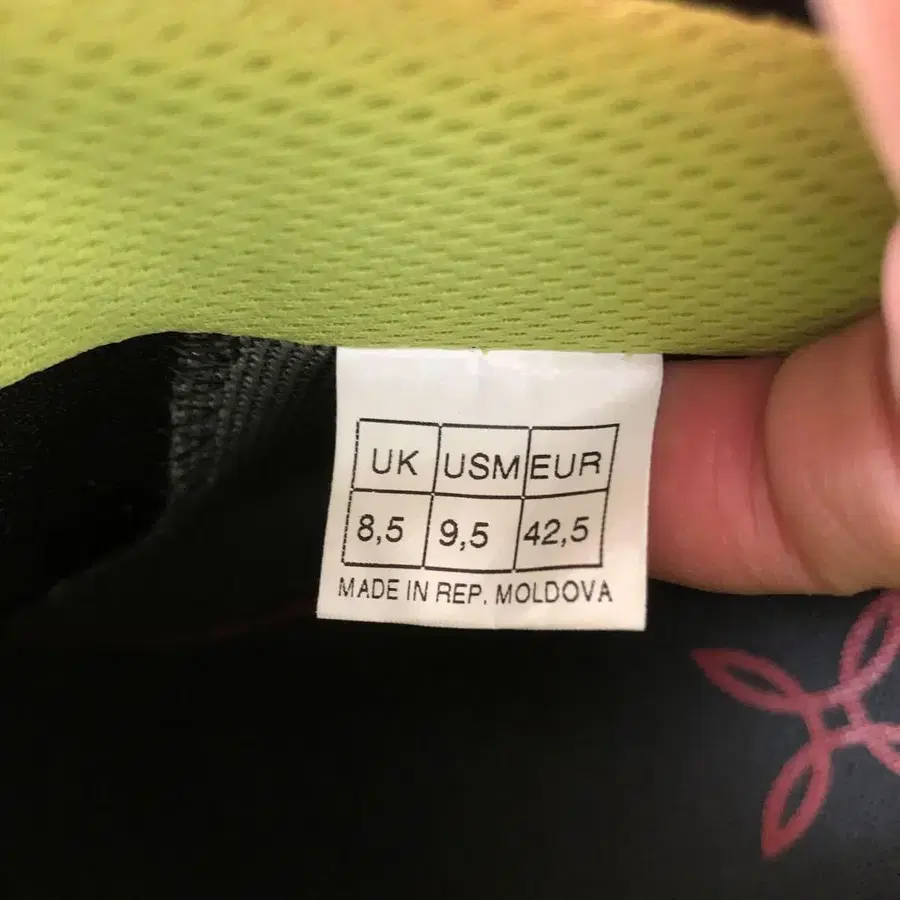 UK USM EUR
8,5 9,5 42,5
MADE IN REP. MOLDOVA